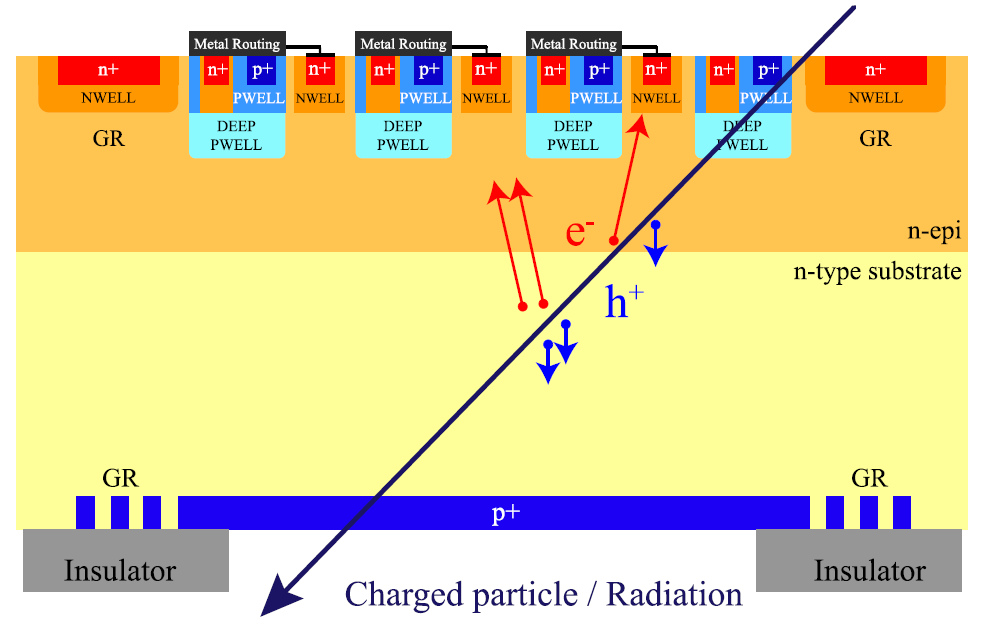 Metal Routing
Metal Routing
Metal Routing
n+
n+
p+
n+
n+
p+
n+
n+
p+
n+
n+
p+
n+
NWELL
PWELL
NWELL
PWELL
NWELL
PWELL
NWELL
PWELL
NWELL
GR
DEEP
PWELL
DEEP
PWELL
DEEP
PWELL
DEEP
PWELL
GR
e-
n-epi
n-type substrate
h+
GR
GR
p+
Insulator
Insulator
Charged particle / Radiation